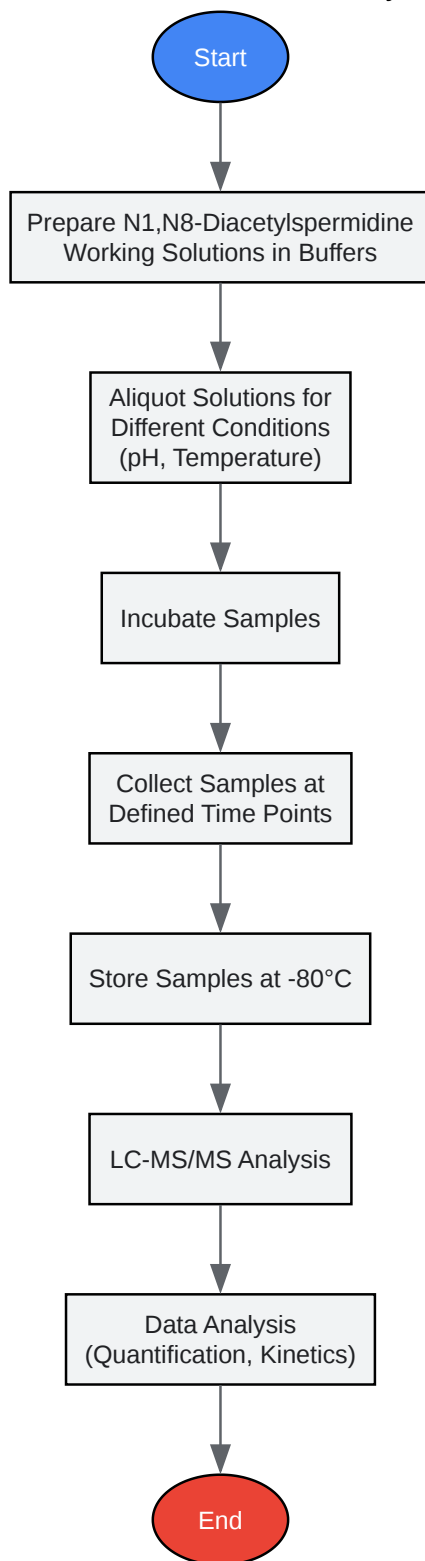 Start
Prepare N1,N8-Diacetylspermidine
Working Solutions in Buffers
Aliquot Solutions for
Different Conditions
(pH, Temperature)
Incubate Samples
Collect Samples at
Defined Time Points
Store Samples at -80°C
LC-MS/MS Analysis
Data Analysis
(Quantification, Kinetics)
End